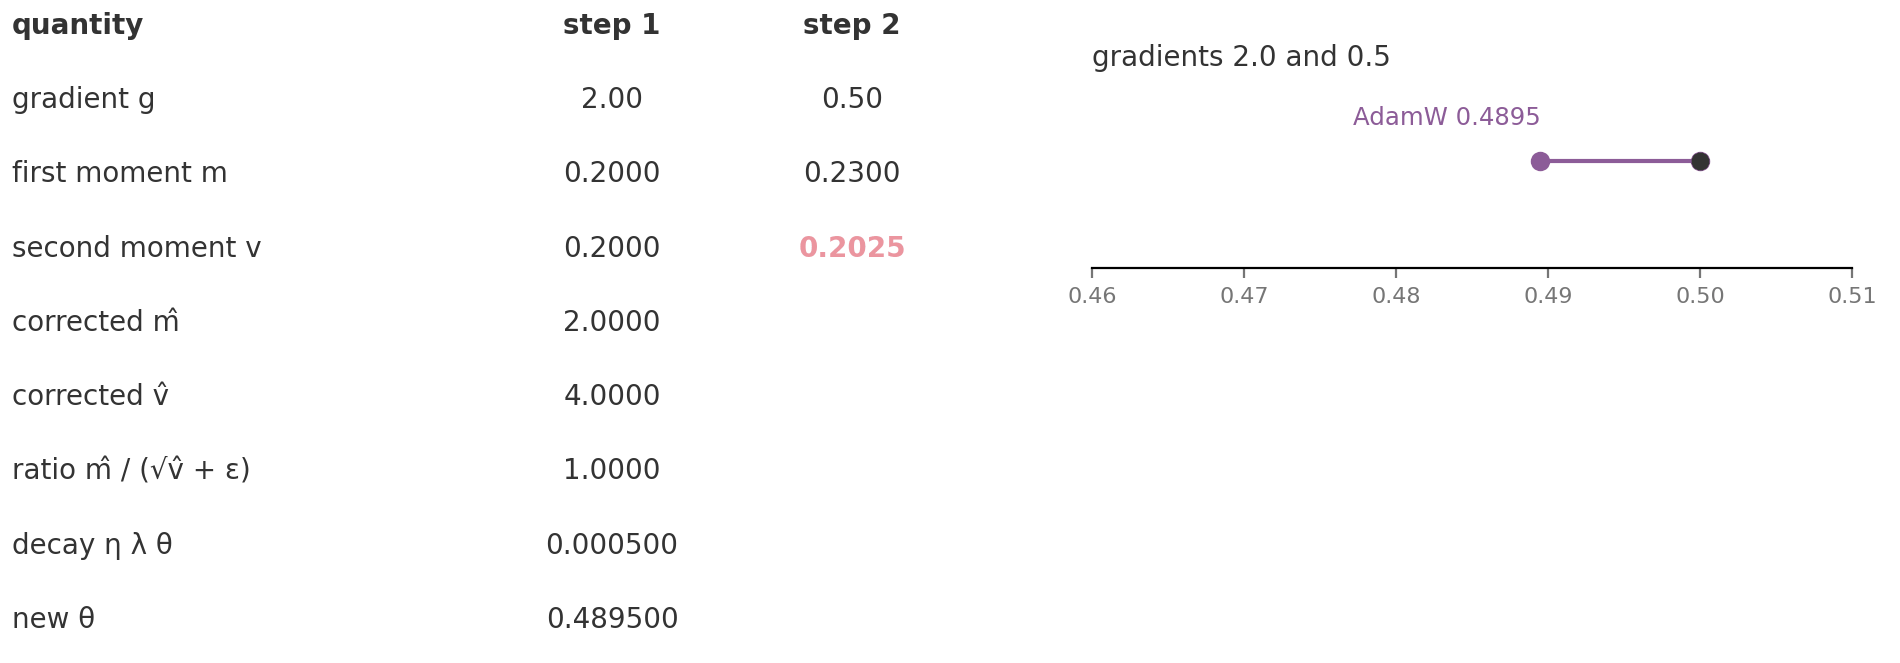 quantity step 1 step 2
gradient g 2.00 0.50
first moment m 0.2000 0.2300
second moment v 0.2000 0.2025
corrected m̂ 2.0000
corrected v̂ 4.0000
ratio m̂ / (√v̂ + ε) 1.0000
decay η λ θ 0.000500
new θ 0.489500
gradients 2.0 and 0.5
AdamW 0.4895
0.46 0.47 0.48 0.49 0.50 0.51